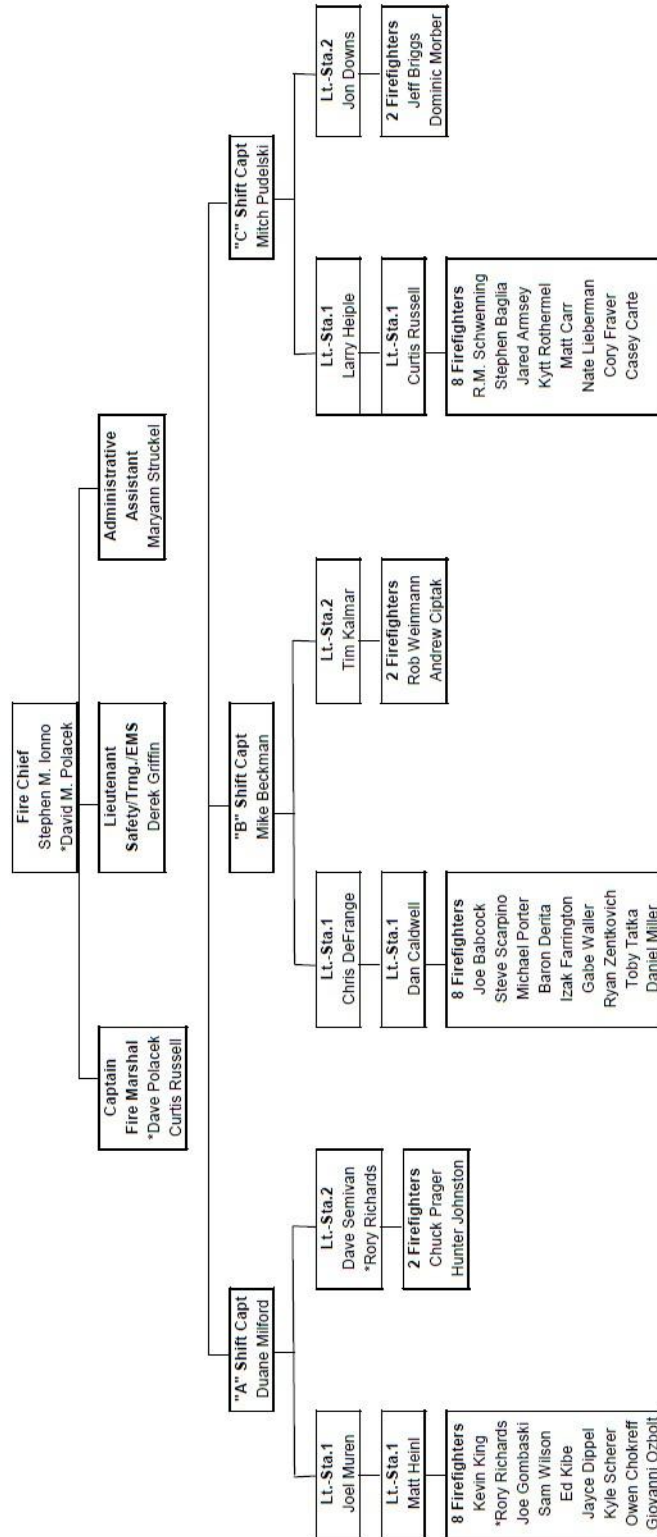 Fire Chief
Stephen M. Ionno
*David M. Polacek
Captain
Fire Marshal
*Dave Polacek
Curtis Russell
Lieutenant
Safety/Trng./EMS
Derek Griffin
Administrative
Assistant
Maryann Struckel
"A" Shift Capt
Duane Milford
"B" Shift Capt
Mike Beckman
"C" Shift Capt
Mitch Pudelski
Lt.-Sta.1
Joel Muren
Lt.-Sta.1
Matt Heinl
8 Firefighters
Kevin King
*Rory Richards
Joe Gombaski
Sam Wilson
Ed Kibe
Jayce Dippel
Kyle Scherer
Owen Chokreff
Giovanni Ozbolt
Lt.-Sta.2
Dave Semivan
*Rory Richards
2 Firefighters
Chuck Prager
Hunter Johnston
Lt.-Sta.1
Chris DeFrange
Lt.-Sta.1
Dan Caldwell
8 Firefighters
Joe Babcock
Steve Scarpino
Michael Porter
Baron Derita
Izak Farrington
Gabe Waller
Ryan Zentkovich
Toby Tatka
Daniel Miller
Lt.-Sta.2
Tim Kalmar
2 Firefighters
Rob Weinmann
Andrew Ciptak
Lt.-Sta.1
Larry Heiple
Lt.-Sta.1
Curtis Russell
8 Firefighters
R.M. Schwenning
Stephen Baglia
Jared Armsey
Kytt Rothermel
Matt Carr
Nate Lieberman
Cory Fraver
Casey Carte
Lt.-Sta.2
Jon Downs
2 Firefighters
Jeff Briggs
Dominic Morber